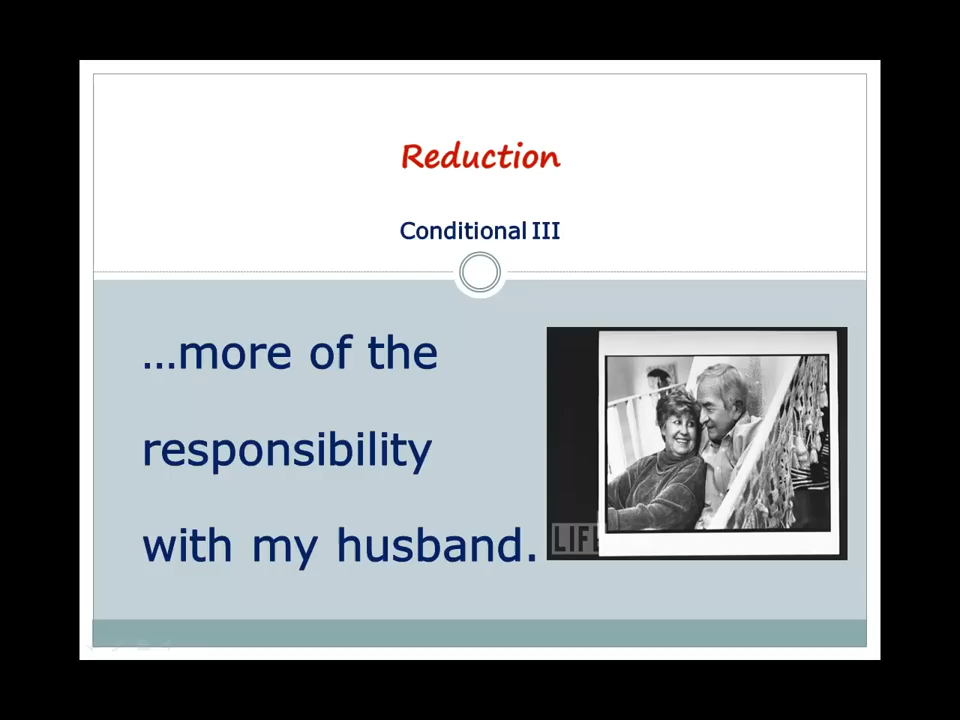 Reduction
Conditional III
…more of the
responsibility
with my husband.
LIFE